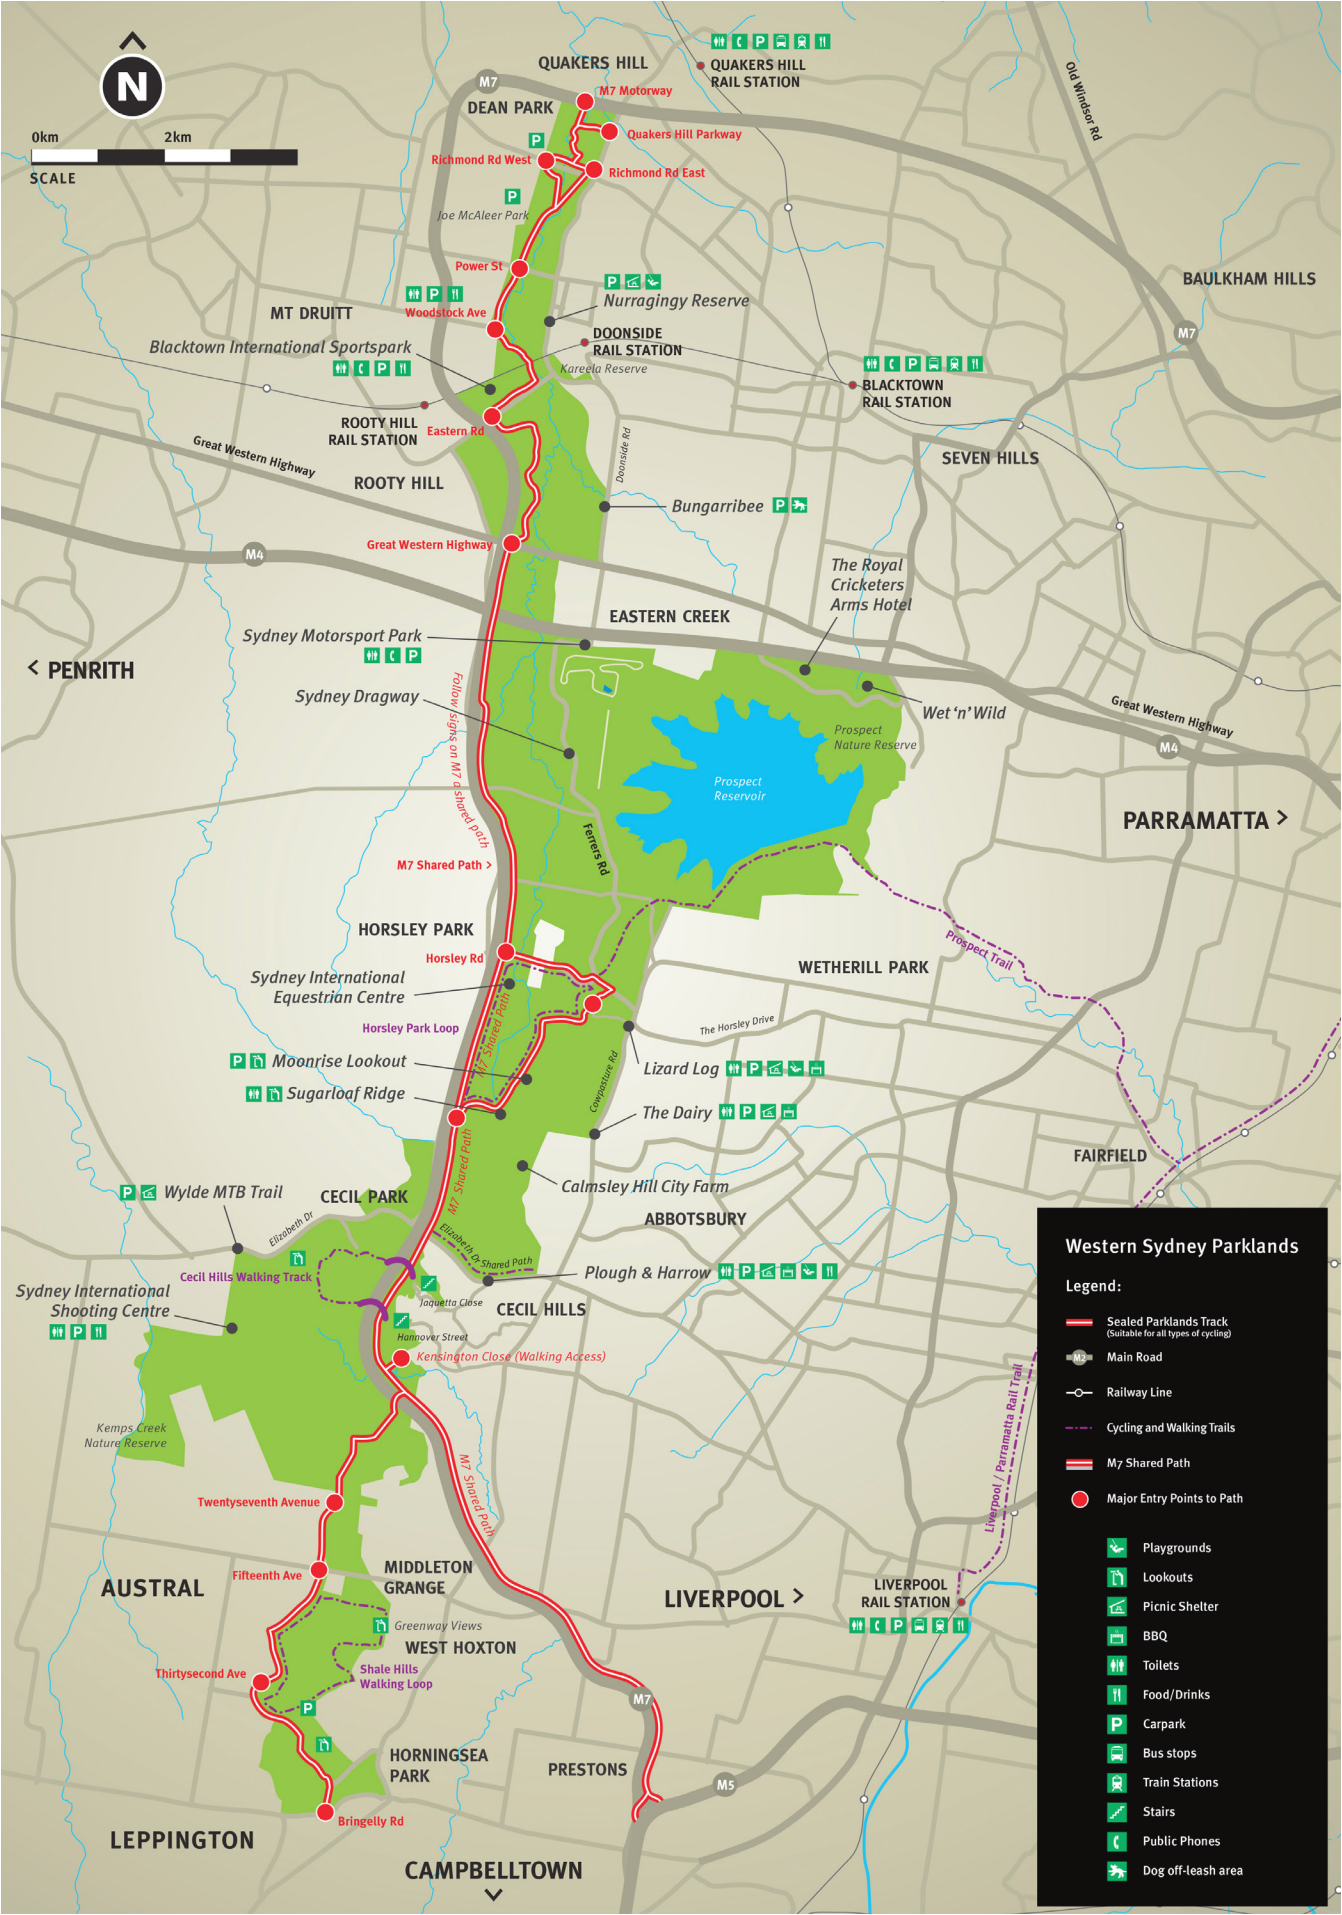 N
0km
2km
SCALE
QUAKERS HILL
QUAKERS HILL
RAIL STATION
P
Old Windsor Rd
M7
DEAN PARK
M7 Motorway
P
Quakers Hill Parkway
Richmond Rd West
Richmond Rd East
P
Joe McAleer Park
Power St
P
Nurragingy Reserve
BAULKHAM HILLS
P
MT DRUITT
Woodstock Ave
M7
DOONSIDE
RAIL STATION
Blacktown International Sportspark
P
Kareela Reserve
P
BLACKTOWN
RAIL STATION
ROOTY HILL
RAIL STATION
Eastern Rd
Great Western Highway
Doonside Rd
SEVEN HILLS
ROOTY HILL
Bungarribee
P
Great Western Highway
M4
The Royal
Cricketers
Arms Hotel
EASTERN CREEK
Sydney Motorsport Park
P
< PENRITH
Follow signs on M7 a shared path
Sydney Dragway
Wet 'n' Wild
Great Western Highway
Prospect
Nature Reserve
M4
Prospect
Reservoir
PARRAMATTA >
Ferrers Rd
M7 Shared Path >
HORSLEY PARK
Horsley Rd
Prospect Trail
WETHERILL PARK
Sydney International
Equestrian Centre
M7 Shared Path
Horsley Park Loop
The Horsley Drive
P
Moonrise Lookout
Cowpasture Rd
Lizard Log
P
Sugarloaf Ridge
The Dairy
P
M7 Shared Path
FAIRFIELD
P
Wylde MTB Trail
CECIL PARK
Calmsley Hill City Farm
Elizabeth Dr
ABBOTSBURY
Elizabeth Dr Shared Path
Cecil Hills Walking Track
Plough & Harrow
P
Sydney International
Shooting Centre
P
Jaquetta Close
CECIL HILLS
Hannover Street
Kensington Close (Walking Access)
Kemps Creek
Nature Reserve
Liverpool / Parramatta Rail Trail
M7 Shared Path
Twentyseventh Avenue
Fifteenth Ave
MIDDLETON
GRANGE
AUSTRAL
LIVERPOOL >
LIVERPOOL
RAIL STATION
P
Greenway Views
WEST HOXTON
Thirtysecond Ave
Shale Hills
Walking Loop
M7
P
HORNINGSEA
PARK
PRESTONS
M5
Bringelly Rd
LEPPINGTON
CAMPBELLTOWN
Western Sydney Parklands
Legend:
Sealed Parklands Track
(Suitable for all types of cycling)
M2
Main Road
Railway Line
Cycling and Walking Trails
M7 Shared Path
Major Entry Points to Path
Playgrounds
Lookouts
Picnic Shelter
BBQ
Toilets
Food/Drinks
P
Carpark
Bus stops
Train Stations
Stairs
Public Phones
Dog off-leash area